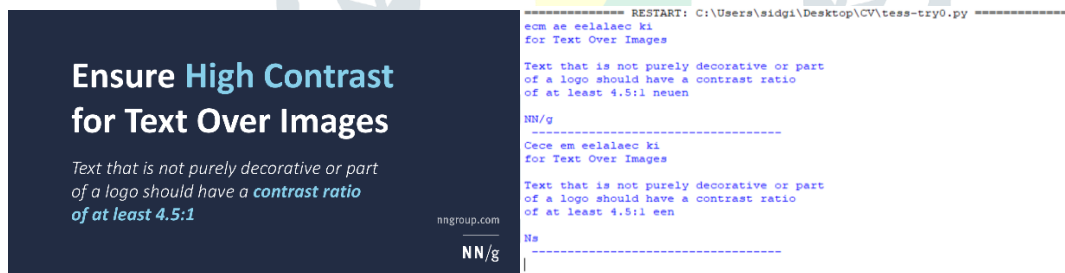 Ensure High Contrast
for Text Over Images
Text that is not purely decorative or part
of a logo should have a contrast ratio
of at least 4.5:1
nngroup.com
NN/g
============== RESTART: C:\Users\sidgi\Desktop\CV\tess-try0.py ==============
ecm ae eelalaec ki
for Text Over Images
Text that is not purely decorative or part
of a logo should have a contrast ratio
of at least 4.5:1 neuen
NN/g
-----------------------------------
Cece em eelalaec ki
for Text Over Images
Text that is not purely decorative or part
of a logo should have a contrast ratio
of at least 4.5:1 een
Ns
-----------------------------------